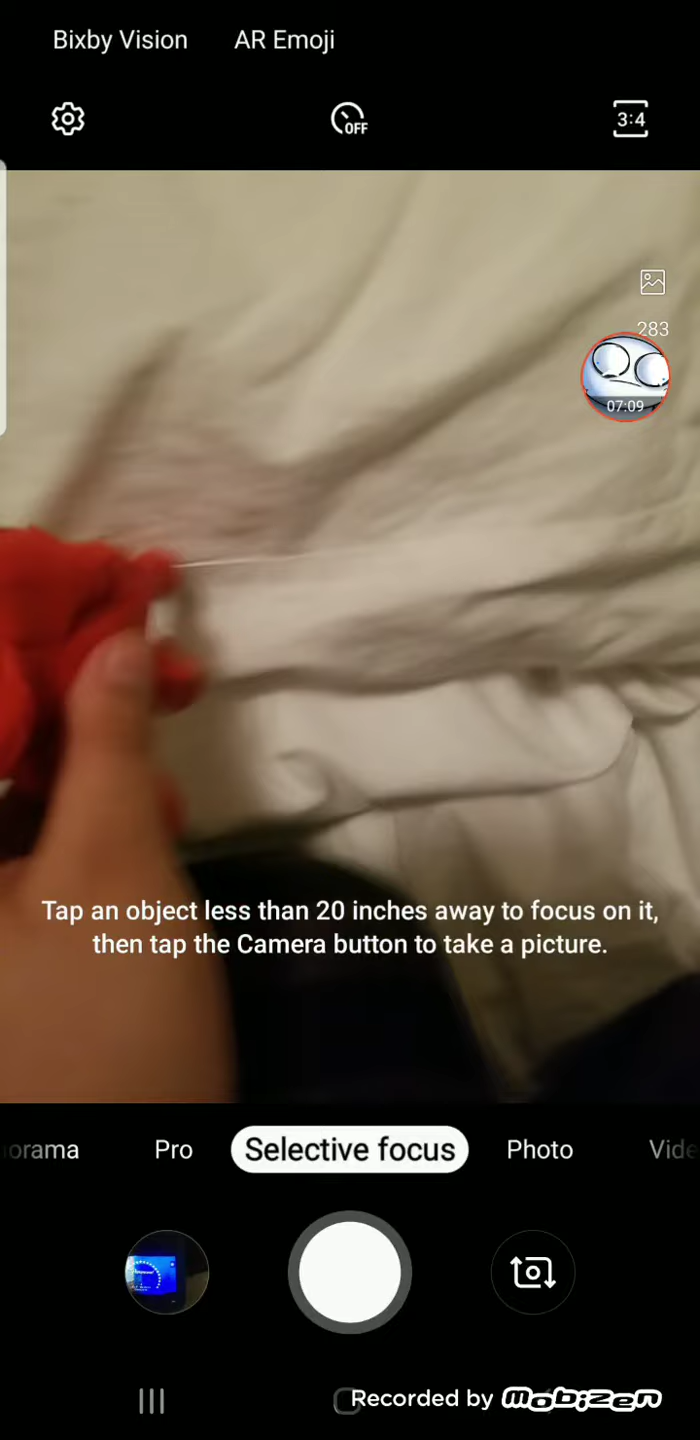 Bixby Vision AR Emoji
OFF
3:4
283
07:09
Tap an object less than 20 inches away to focus on it,
then tap the Camera button to take a picture.
orama Pro Selective focus Photo Vide
Recorded by mobizen